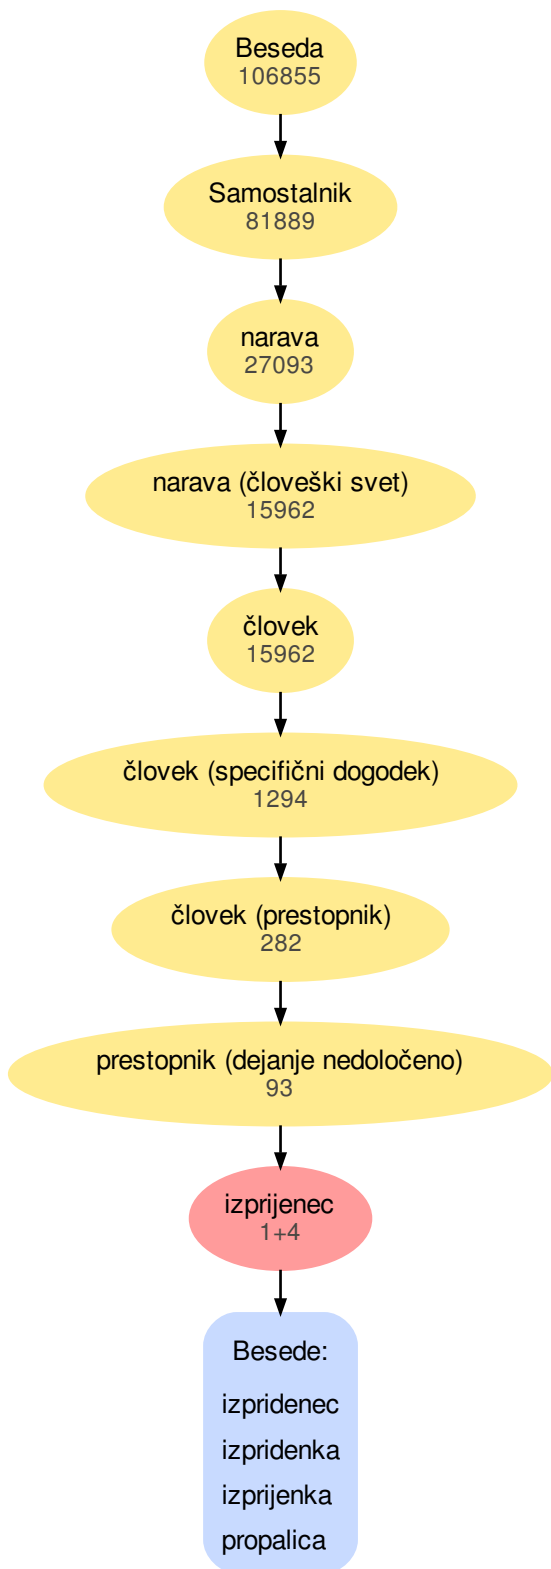 Beseda
106855
Samostalnik
81889
narava
27093
narava (človeški svet)
15962
človek
15962
človek (specifični dogodek)
1294
človek (prestopnik)
282
prestopnik (dejanje nedoločeno)
93
izprijenec
1+4
Besede:
izpridenec
izpridenka
izprijenka
propalica